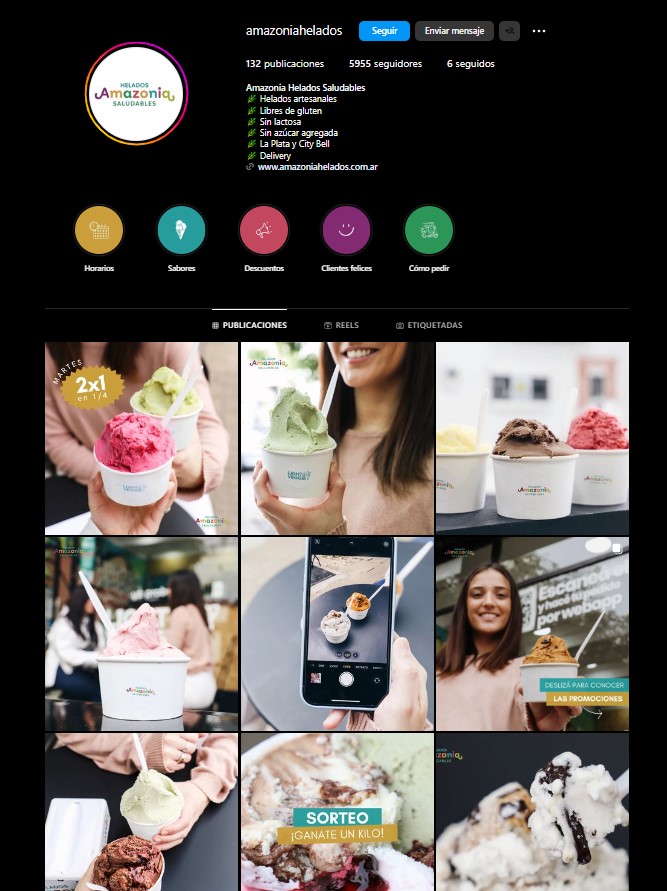 amazoniahelados
Seguir
Enviar mensaje
132 publicaciones 5955 seguidores 6 seguidos
Amazonia Helados Saludables
Helados artesanales
Libres de gluten
Sin lactosa
Sin azúcar agregada
La Plata y City Bell
Delivery
www.amazoniahelados.com.ar
HELADOS
Amazonia
SALUDABLES
Horarios
Sabores
Descuentos
Clientes felices
Cómo pedir
PUBLICACIONES
REELS
ETIQUETADAS
MARTES
2x1
en 1/4
Amazonia
Amazonia
Amazonia
Amazonia
Escaneá
y hacé tu pedido
por webapp
DESLIZÁ PARA CONOCER
LAS PROMOCIONES
SORTEO
¡GANATE UN KILO!